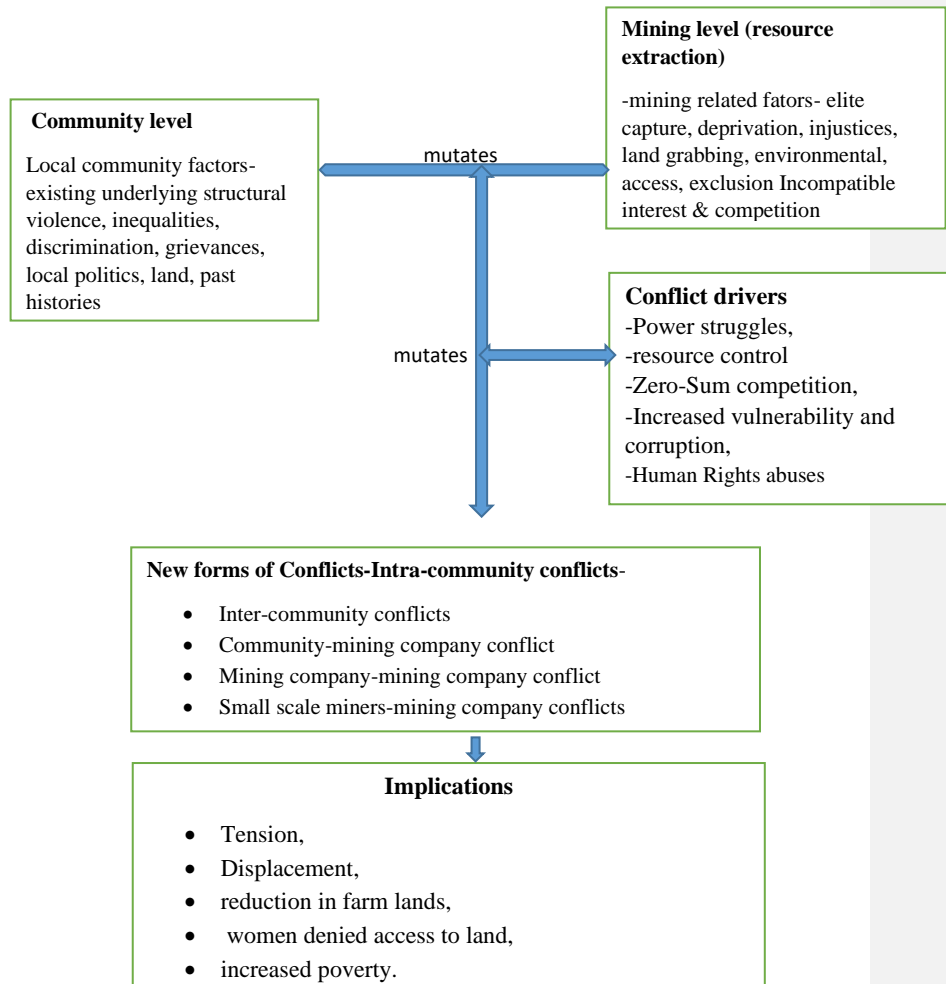 Community level
Local community factors-
existing underlying structural
violence, inequalities,
discrimination, grievances,
local politics, land, past
histories
mutates
Mining level (resource
extraction)
-mining related fators- elite
capture, deprivation, injustices,
land grabbing, environmental,
access, exclusion Incompatible
interest & competition
mutates
Conflict drivers
-Power struggles,
-resource control
-Zero-Sum competition,
-Increased vulnerability and
corruption,
-Human Rights abuses
New forms of Conflicts-Intra-community conflicts-
• Inter-community conflicts
• Community-mining company conflict
• Mining company-mining company conflict
• Small scale miners-mining company conflicts
Implications
• Tension,
• Displacement,
• reduction in farm lands,
• women denied access to land,
• increased poverty.